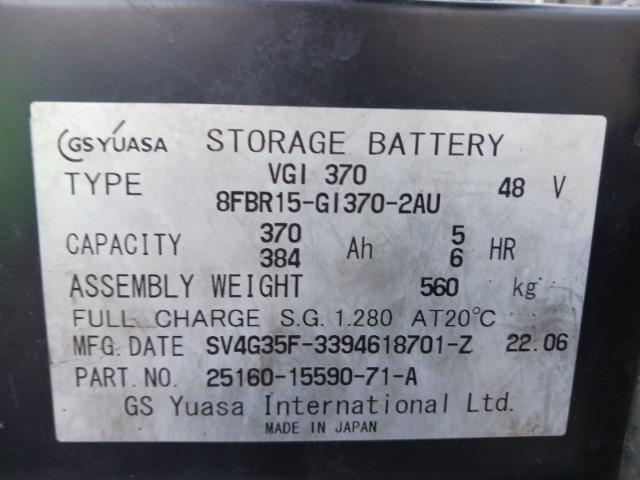 GS YUASA STORAGE BATTERY
TYPE VGI 370 48 V
8FBR15-GI370-2AU
CAPACITY 370 Ah 5 HR
384 6
ASSEMBLY WEIGHT 560 kg
FULL CHARGE S.G. 1.280 AT20℃
MFG.DATE SV4G35F-3394618701-Z 22.06
PART.NO. 25160-15590-71-A
GS Yuasa International Ltd.
MADE IN JAPAN